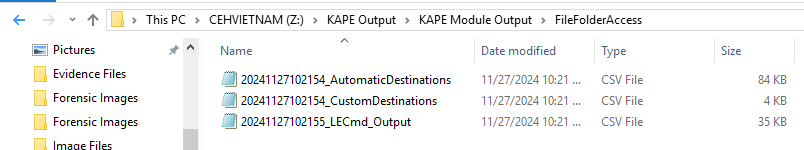 This PC > CEHVIETNAM (Z:) > KAPE Output > KAPE Module Output > FileFolderAccess
Pictures
Evidence Files
Forensic Images
Forensic Images
Image Files
Name Date modified Type Size
20241127102154_AutomaticDestinations 11/27/2024 10:21 ... CSV File 84 KB
20241127102154_CustomDestinations 11/27/2024 10:21 ... CSV File 4 KB
20241127102155_LECmd_Output 11/27/2024 10:21 ... CSV File 35 KB